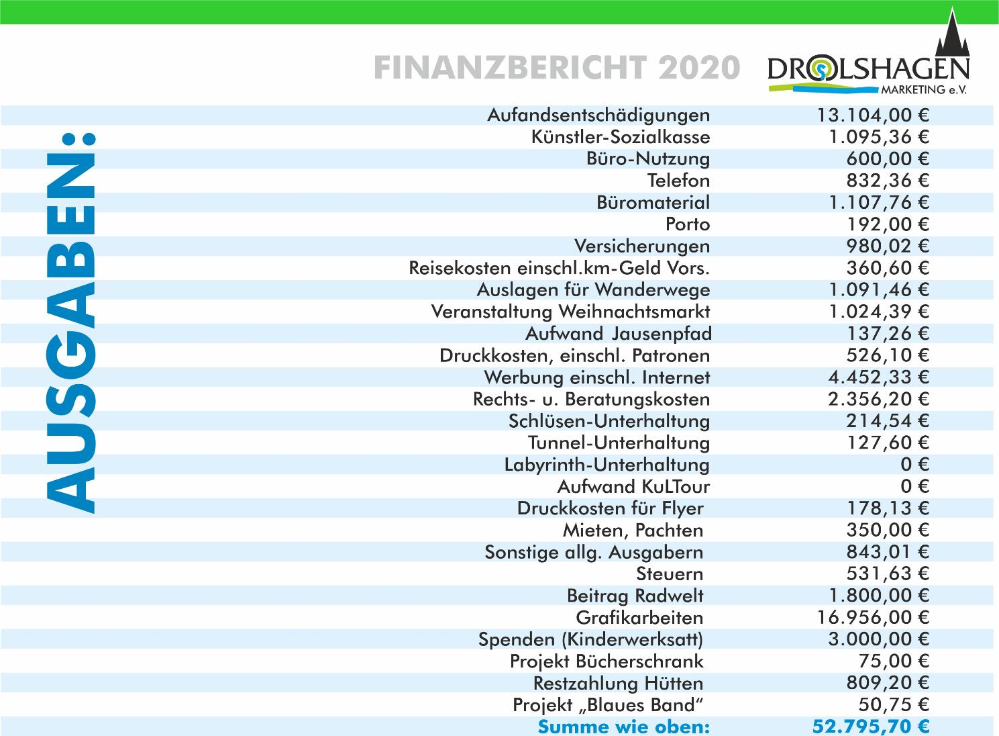 FINANZBERICHT 2020
DROLSHAGEN
MARKETING e.V.
AUSGABEN:
Aufandsentschädigungen 13.104,00 €
Künstler-Sozialkasse 1.095,36 €
Büro-Nutzung 600,00 €
Telefon 832,36 €
Büromaterial 1.107,76 €
Porto 192,00 €
Versicherungen 980,02 €
Reisekosten einschl.km-Geld Vors. 360,60 €
Auslagen für Wanderwege 1.091,46 €
Veranstaltung Weihnachtsmarkt 1.024,39 €
Aufwand Jausenpfad 137,26 €
Druckkosten, einschl. Patronen 526,10 €
Werbung einschl. Internet 4.452,33 €
Rechts- u. Beratungskosten 2.356,20 €
Schlüsen-Unterhaltung 214,54 €
Tunnel-Unterhaltung 127,60 €
Labyrinth-Unterhaltung 0 €
Aufwand KuLTour 0 €
Druckkosten für Flyer 178,13 €
Mieten, Pachten 350,00 €
Sonstige allg. Ausgabern 843,01 €
Steuern 531,63 €
Beitrag Radwelt 1.800,00 €
Grafikarbeiten 16.956,00 €
Spenden (Kinderwerksatt) 3.000,00 €
Projekt Bücherschrank 75,00 €
Restzahlung Hütten 809,20 €
Projekt „Blaues Band“ 50,75 €
Summe wie oben: 52.795,70 €